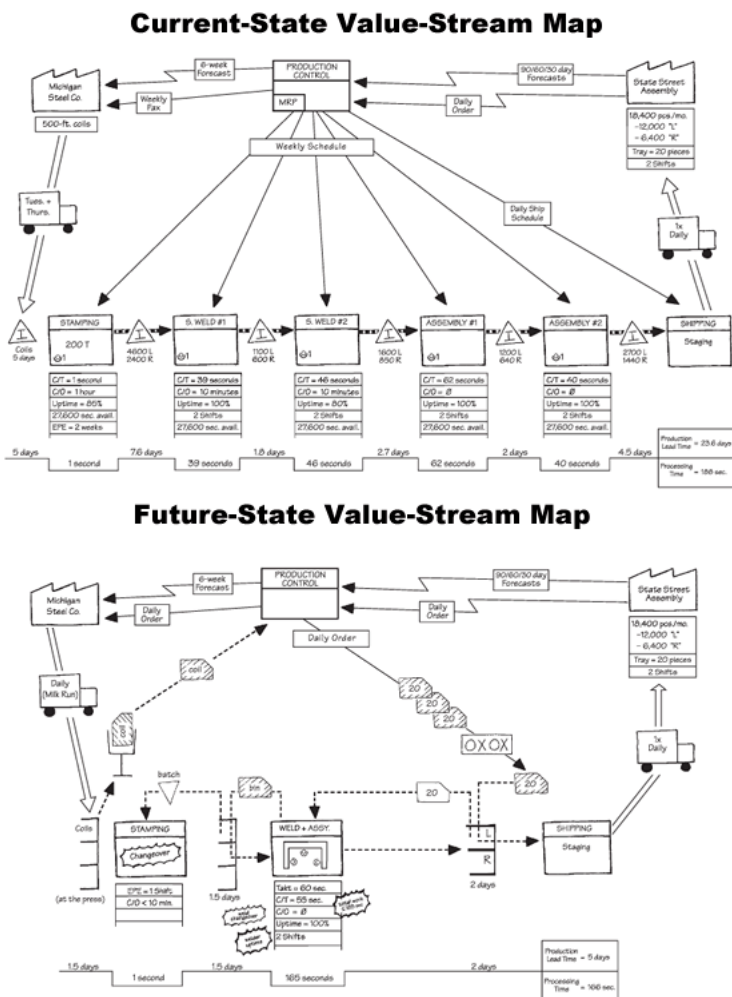 Current-State Value-Stream Map
6-week
Forecast
PRODUCTION
CONTROL
MRP
90/60/30 day
Forecasts
Michigan
Steel Co.
Weekly
Fax
Daily
Order
State Street
Assembly
500-ft. coils
18,400 pcs./mo.
-12,000 "L"
- 6,400 "R"
Tray = 20 pieces
2 Shifts
Weekly Schedule
Tues. +
Thurs.
Daily Ship
Schedule
1x
Daily
I
Coils
5 days
STAMPING
200 T
1
I
4600 L
2400 R
S. WELD #1
1
I
1100 L
600 R
S. WELD #2
1
I
1600 L
850 R
ASSEMBLY #1
1
I
1200 L
640 R
ASSEMBLY #2
1
I
2700 L
1440 R
SHIPPING
Staging
C/T = 1 second
C/O = 1 hour
Uptime = 85%
27,600 sec. avail.
EPE = 2 weeks
C/T = 39 seconds
C/O = 10 minutes
Uptime = 100%
2 Shifts
27,600 sec. avail.
C/T = 46 seconds
C/O = 10 minutes
Uptime = 80%
2 Shifts
27,600 sec. avail.
C/T = 62 seconds
C/O = Ø
Uptime = 100%
2 Shifts
27,600 sec. avail.
C/T = 40 seconds
C/O = Ø
Uptime = 100%
2 Shifts
27,600 sec. avail.
5 days
1 second
7.6 days
39 seconds
1.8 days
46 seconds
2.7 days
62 seconds
2 days
40 seconds
4.5 days
Production
Lead Time = 23.6 days
Processing
Time = 188 sec.
Future-State Value-Stream Map
6-week
Forecast
PRODUCTION
CONTROL
90/60/30 day
Forecasts
Michigan
Steel Co.
Daily
Order
Daily
Order
State Street
Assembly
18,400 pcs./mo.
-12,000 "L"
- 6,400 "R"
Tray = 20 pieces
2 Shifts
Daily Order
coil
Daily
(Milk Run)
20
20
20
coil
OXOX
1x
Daily
batch
bin
20
20
Coils
(at the press)
STAMPING
Changeover
EPE = 1 Shift
C/O < 10 min.
1.5 days
WELD + ASSY.
Takt = 60 sec.
C/T = 55 sec.
C/O = Ø
Uptime = 100%
2 Shifts
weld
changeover
welder
uptime
L
R
2 days
SHIPPING
Staging
1.5 days
1 second
1.5 days
165 seconds
2 days
Production
Lead Time = 5 days
Processing
Time = 166 sec.